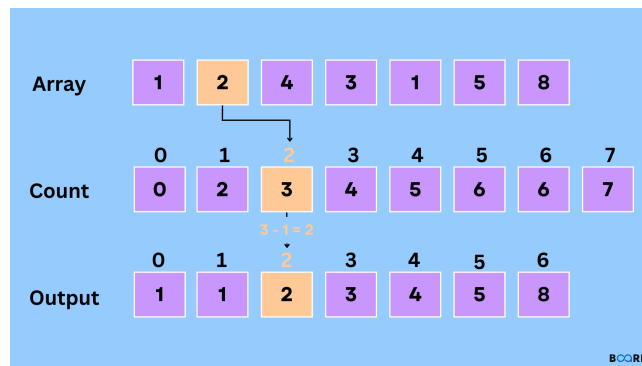 Array 1 2 4 3 1 5 8
0 1 2 3 4 5 6 7
Count 0 2 3 4 5 6 6 7
3 - 1 = 2
0 1 2 3 4 5 6
Output 1 1 2 3 4 5 8